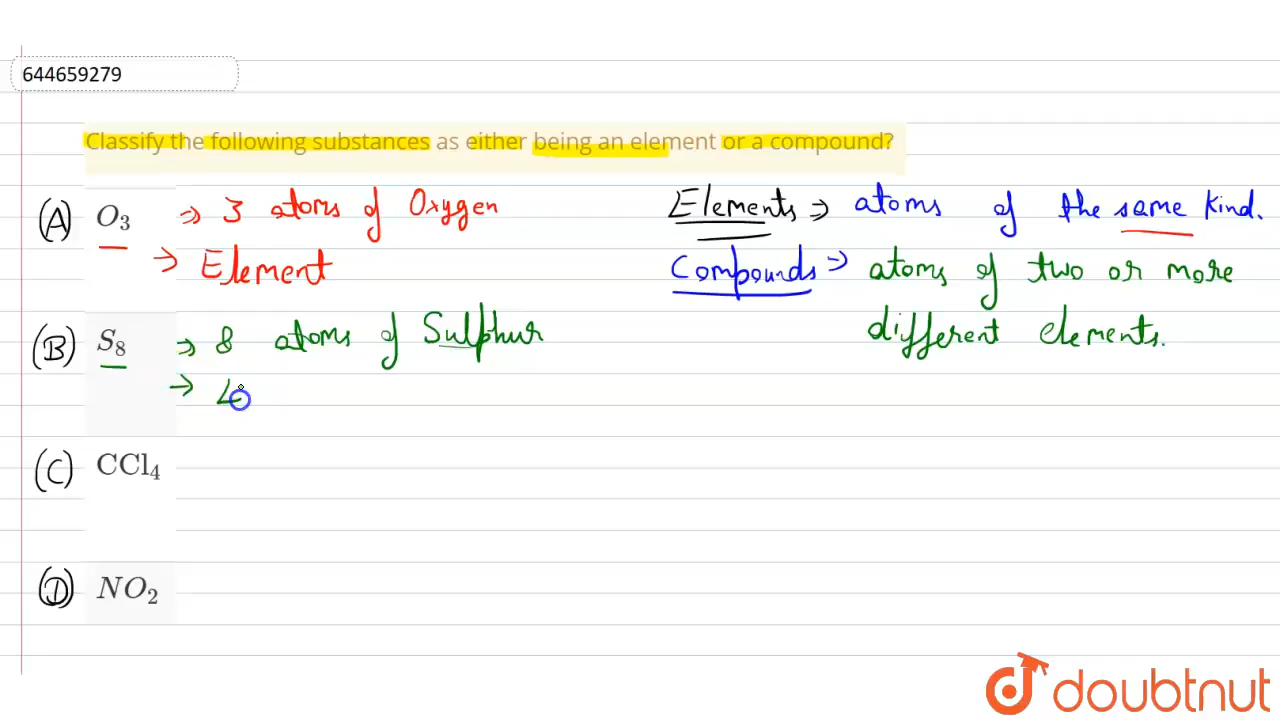 644659279
Classify the following substances as either being an element or a compound?
(A) O₃ ⇒ 3 atoms of Oxygen
→ Element
Elements ⇒ atoms of the same kind.
Compounds ⇒ atoms of two or more
different elements.
(B) S₈ ⇒ 8 atoms of Sulphur
→
(C) CCl₄
(D) NO₂
doubtnut